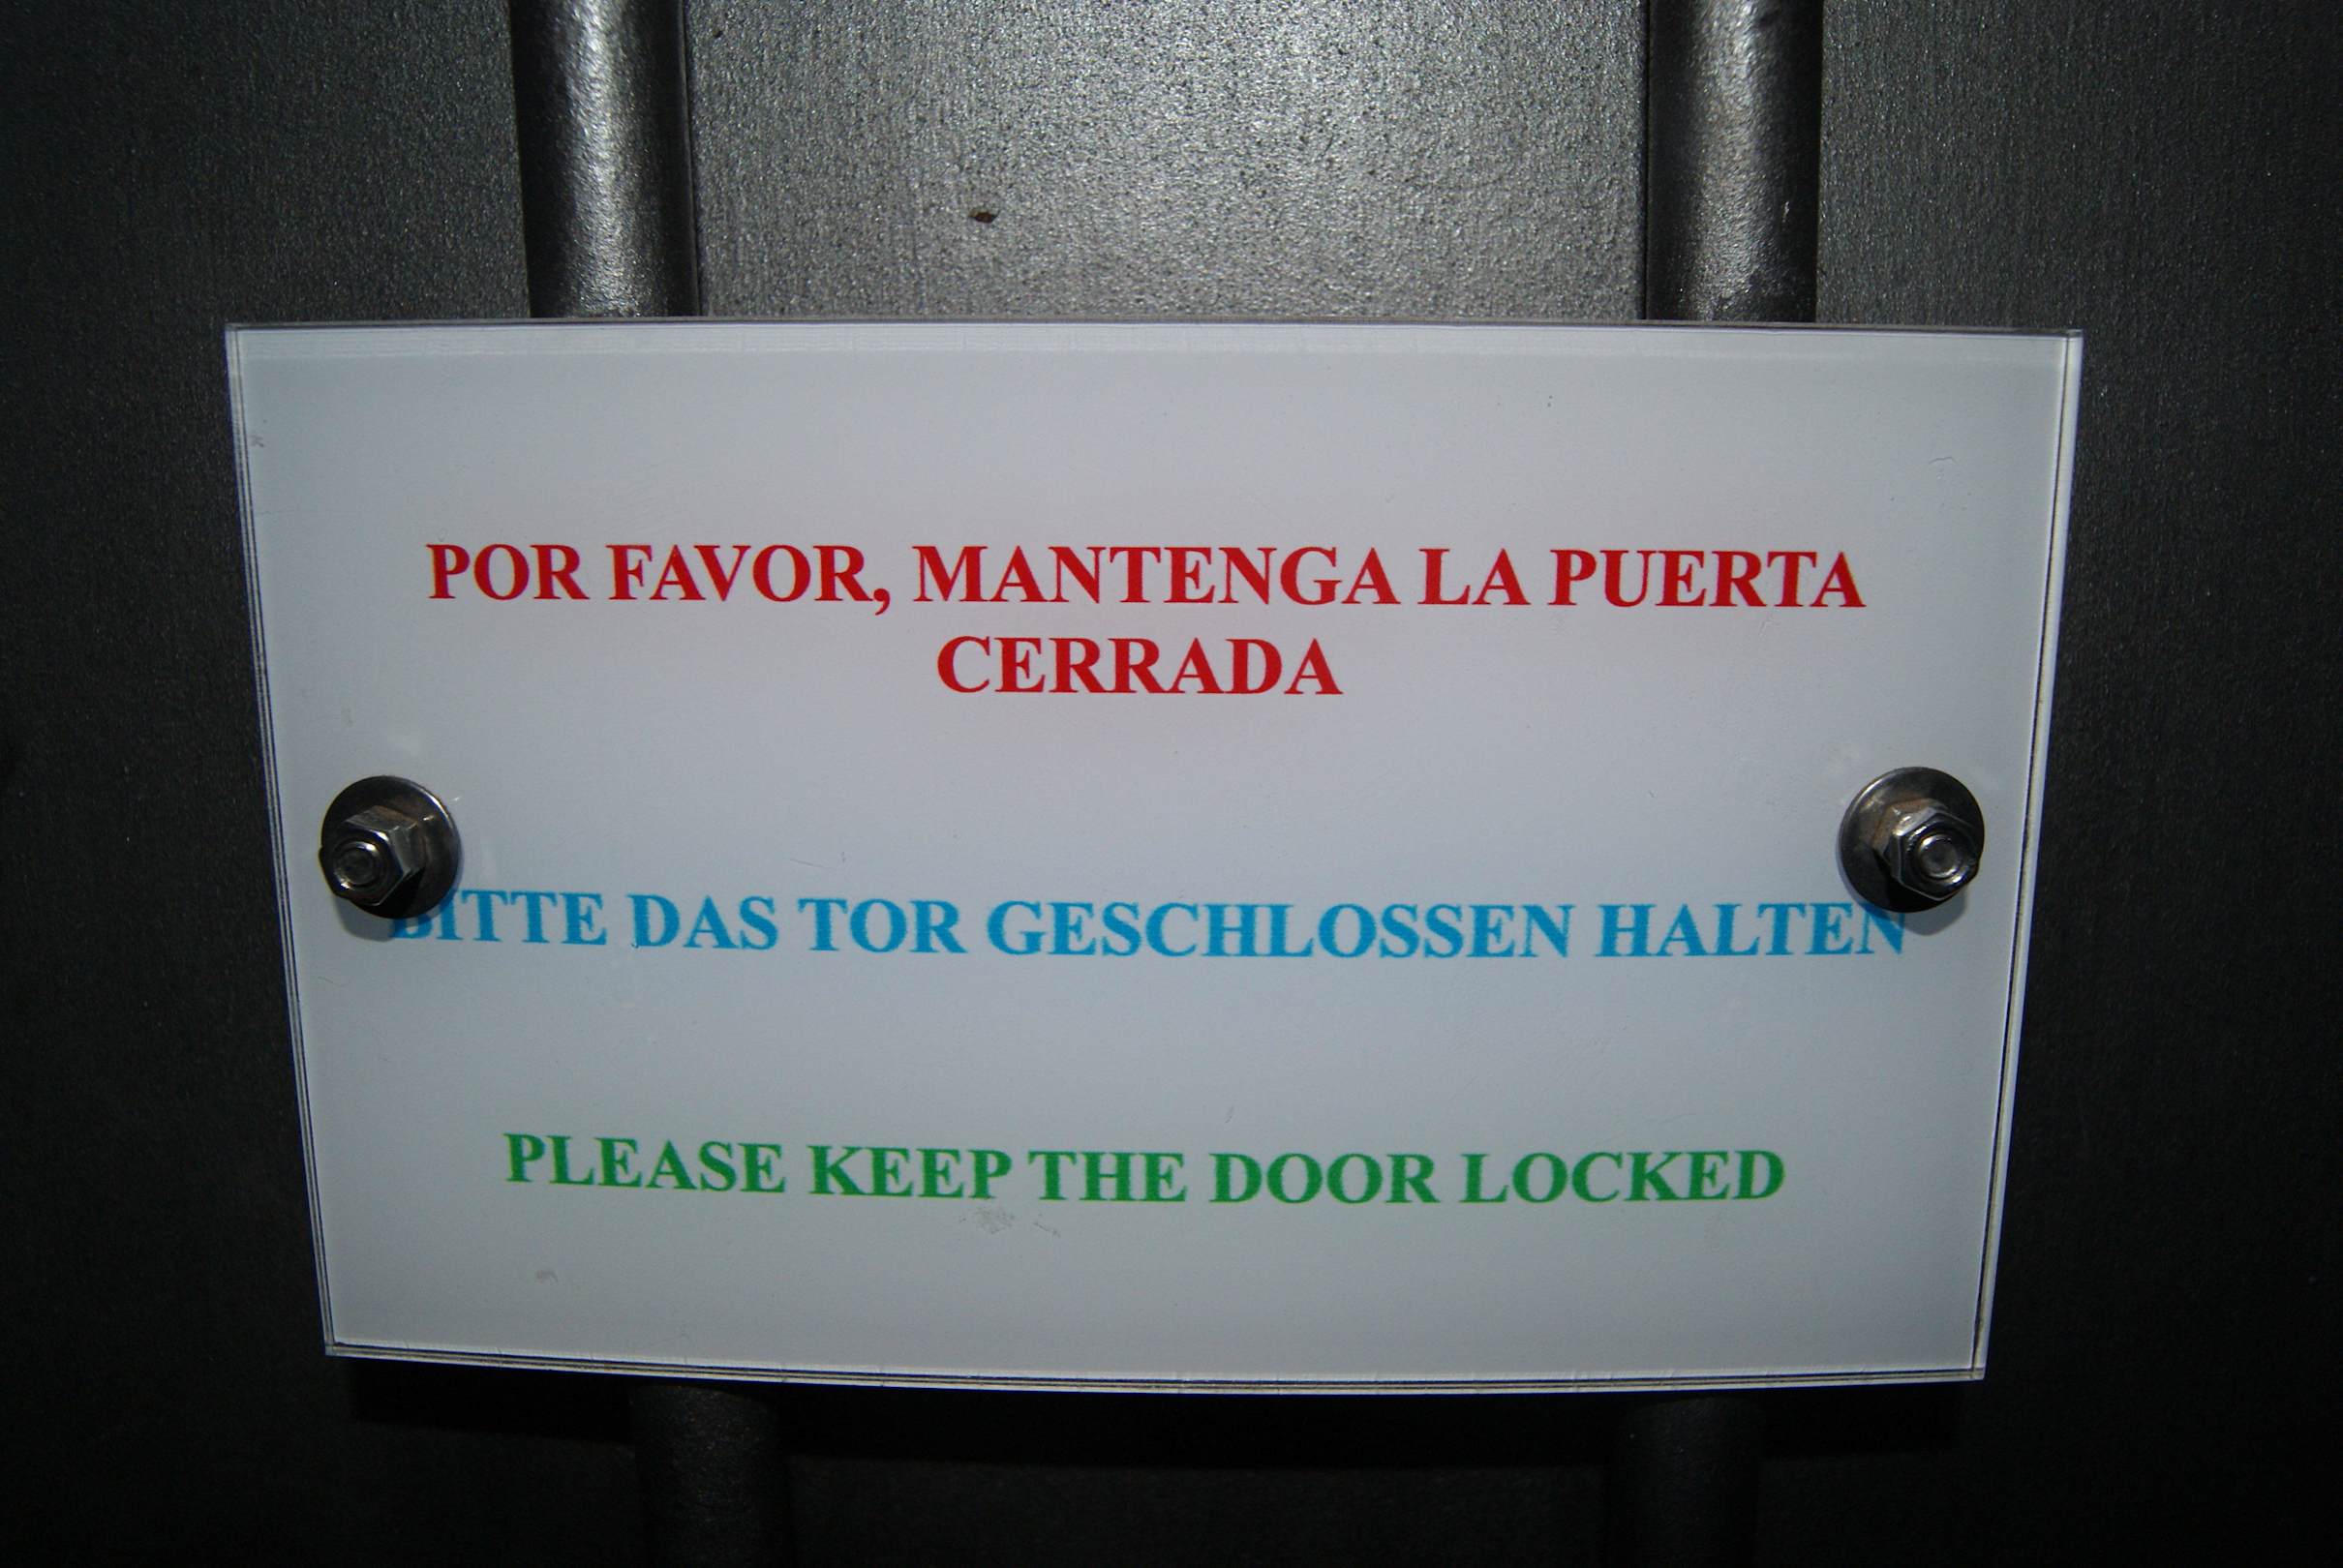 POR FAVOR, MANTENGA LA PUERTA
CERRADA
BITTE DAS TOR GESCHLOSSEN HALTEN
PLEASE KEEP THE DOOR LOCKED